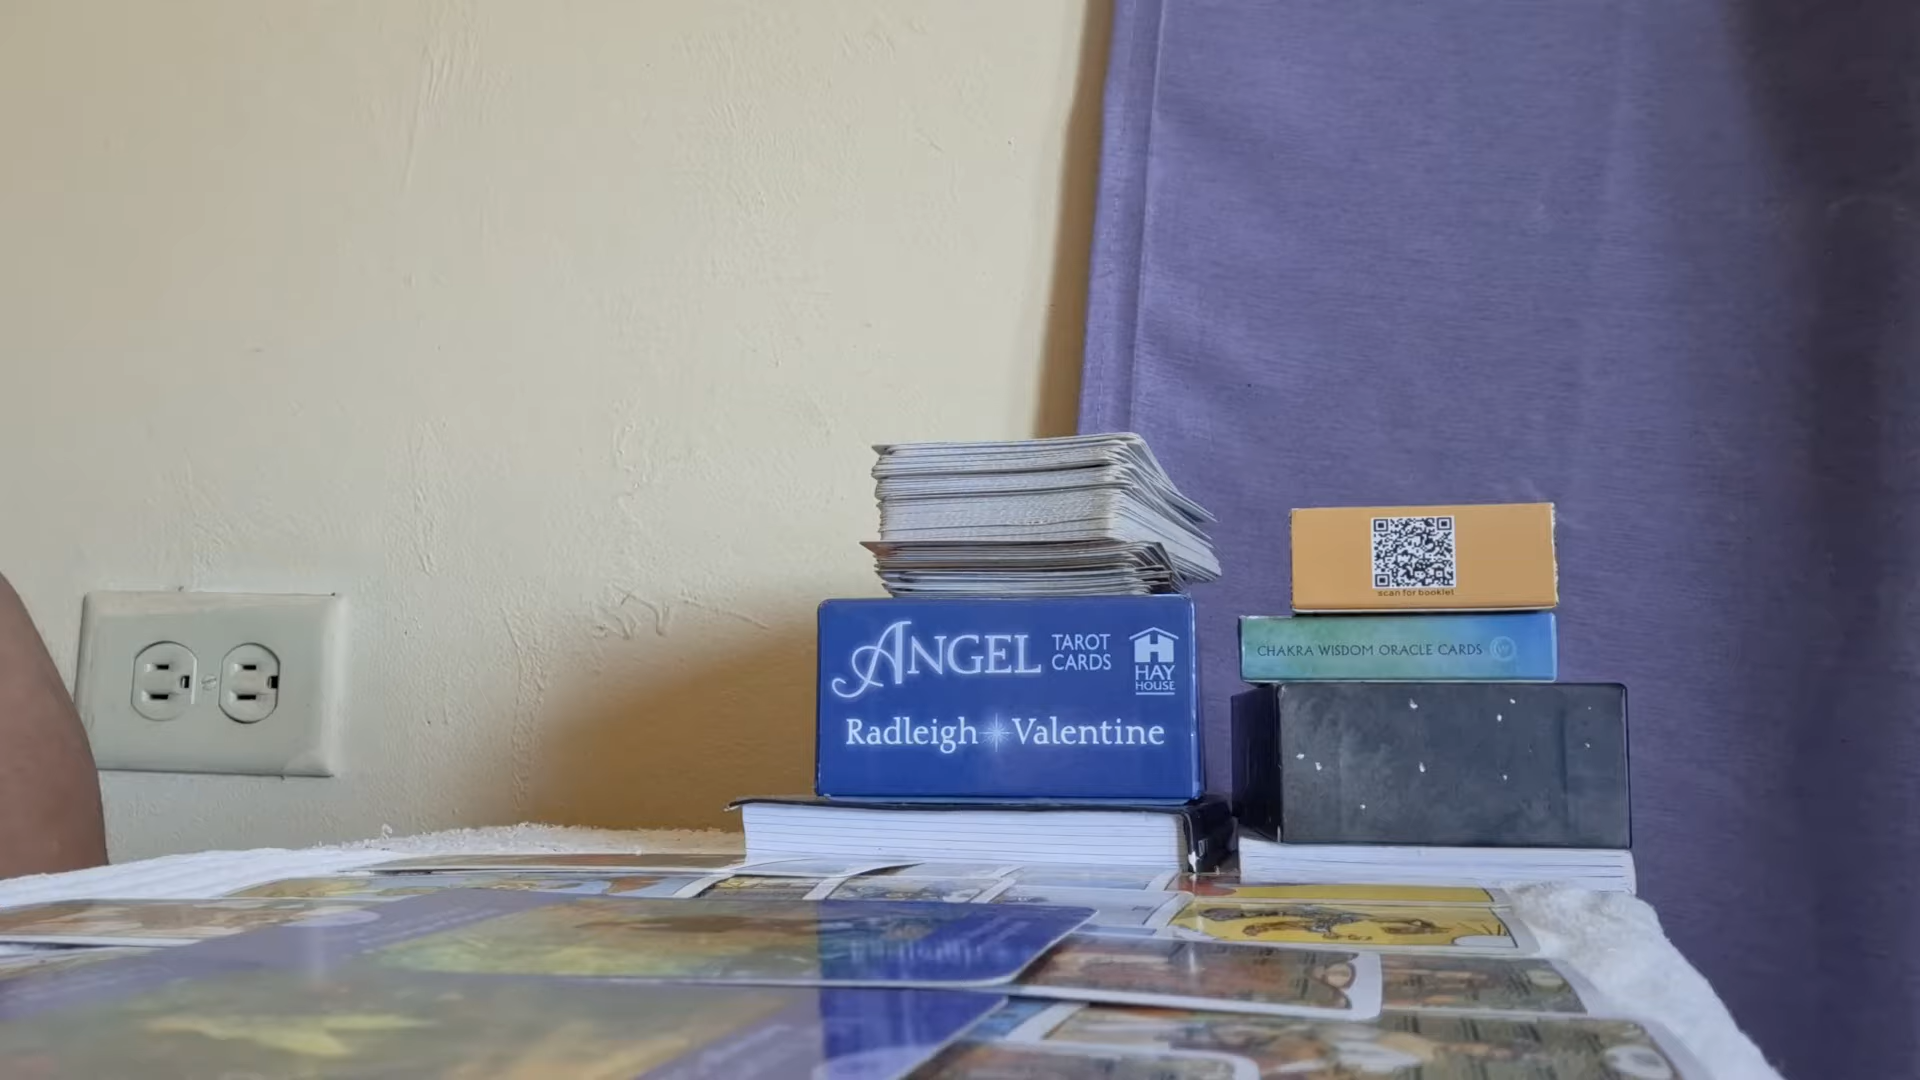 ANGEL TAROT CARDS
HAY HOUSE
Radleigh Valentine
scan for booklet
CHAKRA WISDOM ORACLE CARDS